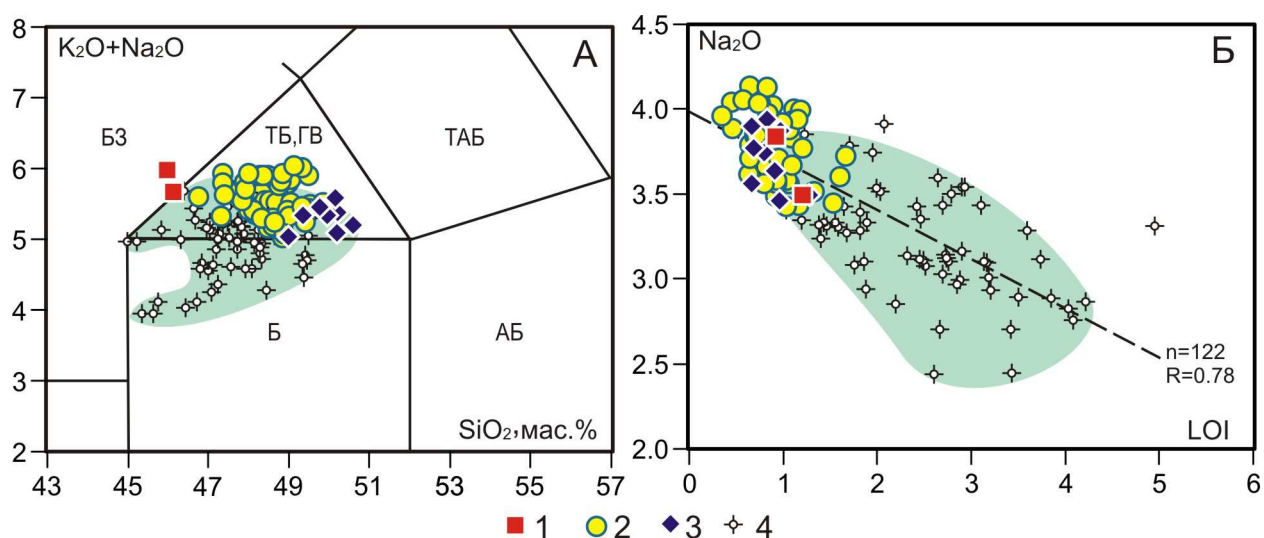 8
7
6
5
4
3
2
K₂O+Na₂O
А
БЗ
ТБ,ГВ
ТАБ
Б
АБ
SiO₂,мас.%
43 45 47 49 51 53 55 57
4.5
4.0
3.5
3.0
2.5
2.0
Na₂O
Б
n=122
R=0.78
LOI
0 1 2 3 4 5 6
1 2 3 4